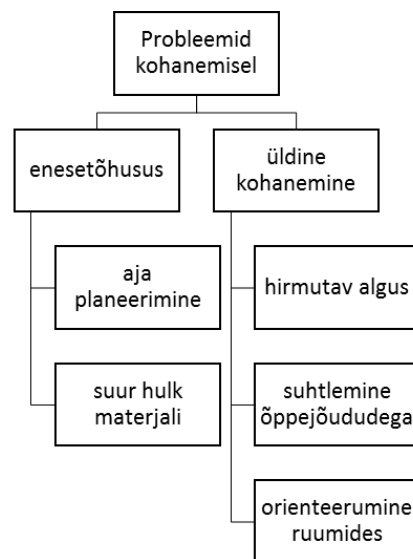 Probleemid
kohanemisel
enesetõhusus
üldine
kohanemine
aja
planeerimine
hirmutav algus
suur hulk
materjali
suhtlemine
õppejõududega
orienteerumine
ruumides